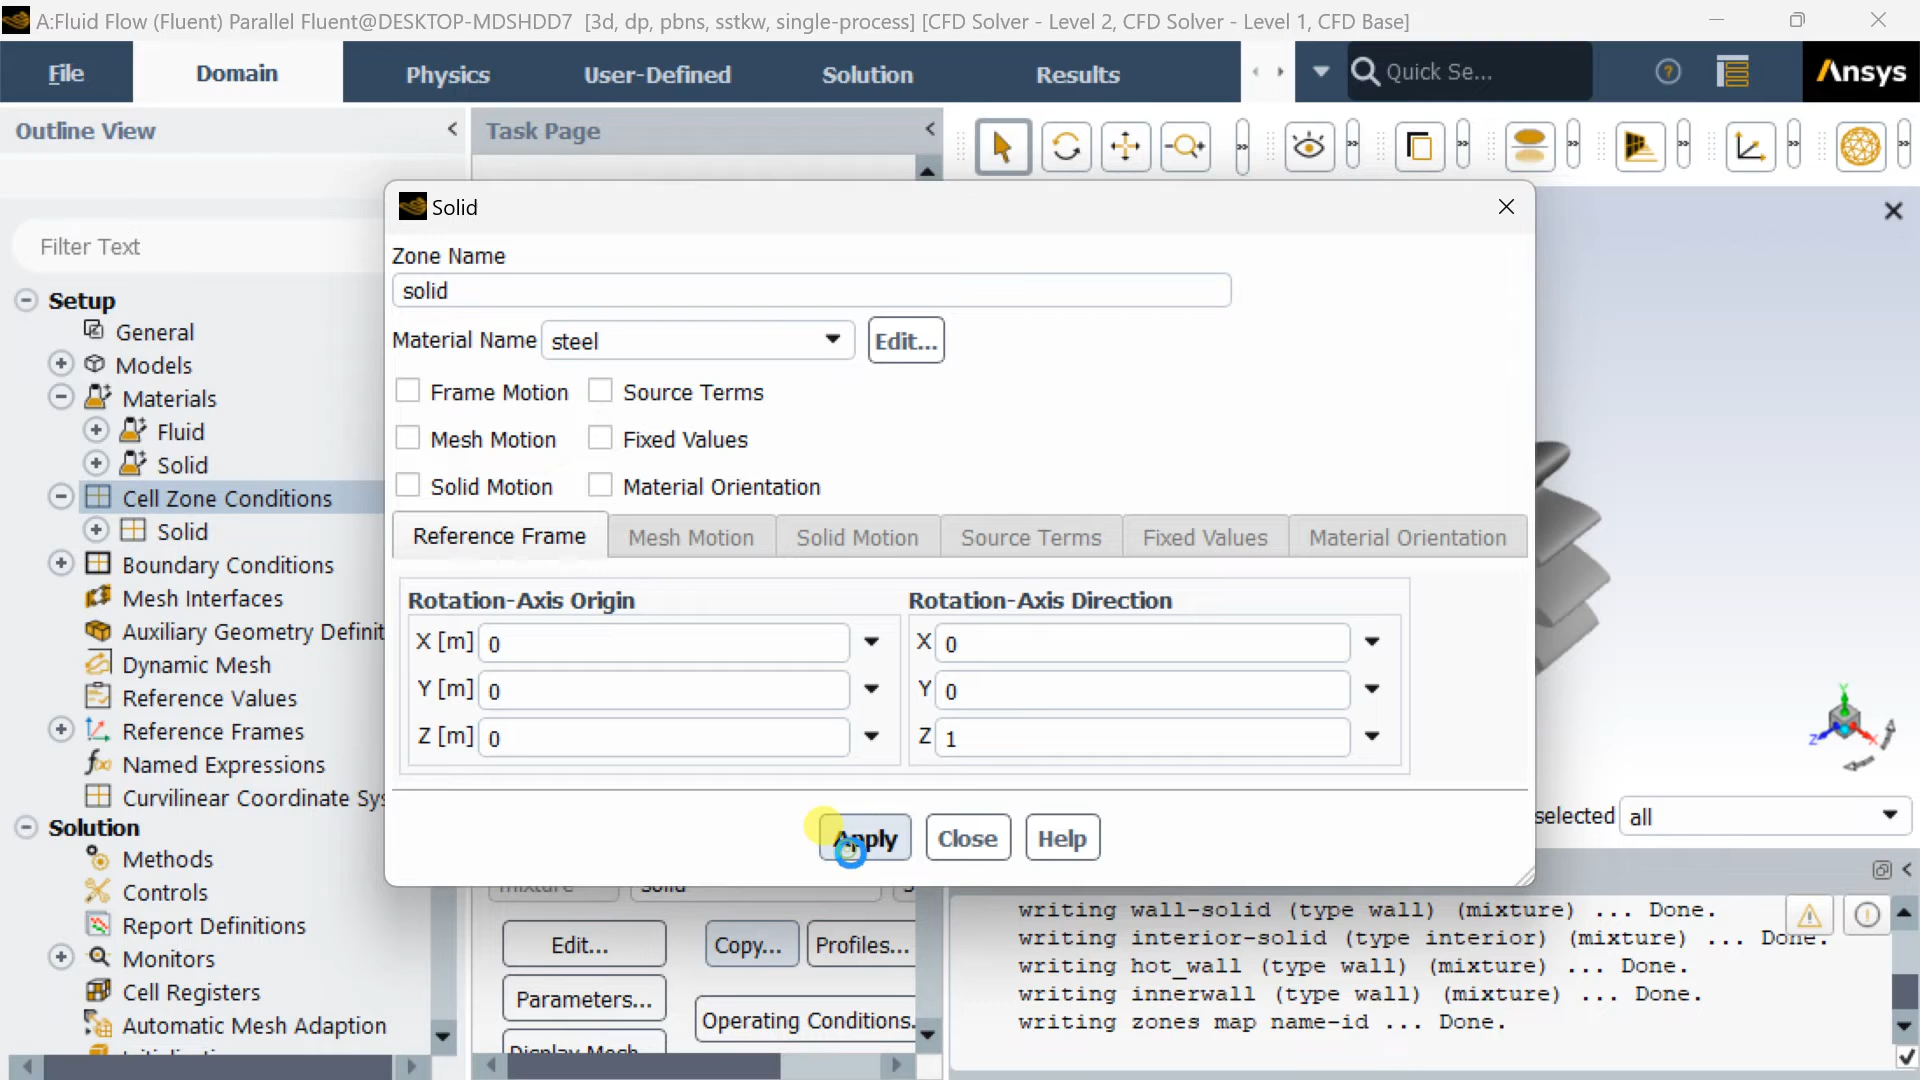 A:Fluid Flow (Fluent) Parallel Fluent@DESKTOP-MDSHDD7 [3d, dp, pbns, sstkw, single-process] [CFD Solver - Level 2, CFD Solver - Level 1, CFD Base]
File Domain Physics User-Defined Solution Results Quick Se... Ansys
Outline View
Task Page
Filter Text
Setup
General
Models
Materials
Fluid
Solid
Cell Zone Conditions
Solid
Boundary Conditions
Mesh Interfaces
Auxiliary Geometry Definit
Dynamic Mesh
Reference Values
Reference Frames
Named Expressions
Curvilinear Coordinate Sys
Solution
Methods
Controls
Report Definitions
Monitors
Cell Registers
Automatic Mesh Adaption
Solid
Zone Name
solid
Material Name steel Edit...
Frame Motion Source Terms
Mesh Motion Fixed Values
Solid Motion Material Orientation
Reference Frame Mesh Motion Solid Motion Source Terms Fixed Values Material Orientation
Rotation-Axis Origin Rotation-Axis Direction
X [m] 0 X 0
Y [m] 0 Y 0
Z [m] 0 Z 1
Apply Close Help
mixture solid
Edit... Copy... Profiles...
Parameters... Operating Conditions.
Display Mesh
Y
Z X
selected all
writing wall-solid (type wall) (mixture) ... Done.
writing interior-solid (type interior) (mixture) ... Done.
writing hot_wall (type wall) (mixture) ... Done.
writing innerwall (type wall) (mixture) ... Done.
writing zones map name-id ... Done.